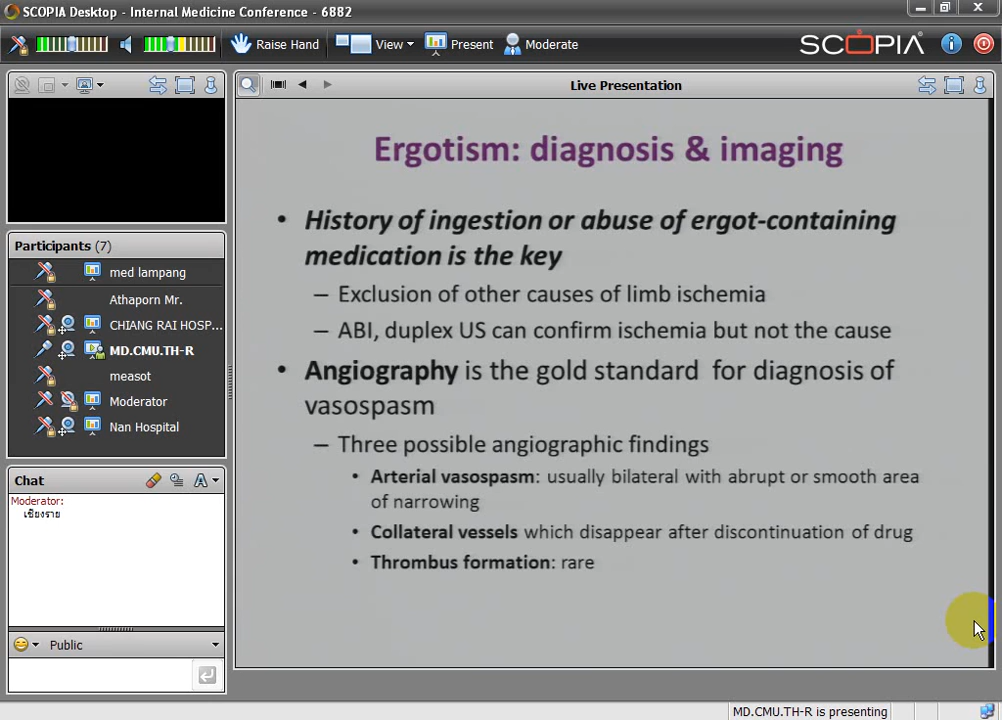 SCOPIA Desktop - Internal Medicine Conference - 6882
Raise Hand
View
Present
Moderate
SCOPIA
Live Presentation
Participants (7)
med lampang
Athaporn Mr.
CHIANG RAI HOSP...
MD.CMU.TH-R
measot
Moderator
Nan Hospital
Chat
Moderator:
เชียงราย
Public
Ergotism: diagnosis & imaging
• History of ingestion or abuse of ergot-containing
medication is the key
– Exclusion of other causes of limb ischemia
– ABI, duplex US can confirm ischemia but not the cause
• Angiography is the gold standard for diagnosis of
vasospasm
– Three possible angiographic findings
• Arterial vasospasm: usually bilateral with abrupt or smooth area
of narrowing
• Collateral vessels which disappear after discontinuation of drug
• Thrombus formation: rare
MD.CMU.TH-R is presenting